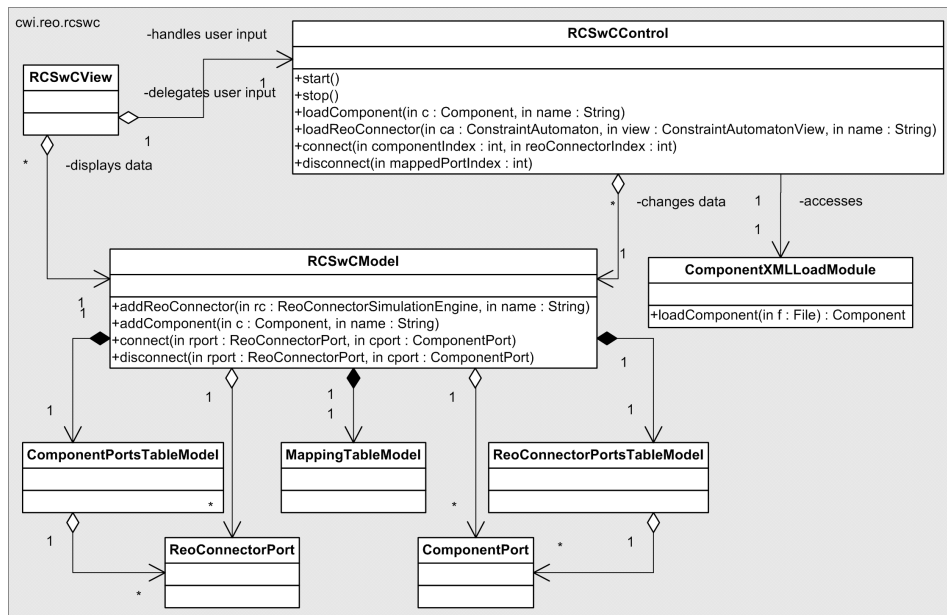 cwi.reo.rcswc
-handles user input
RCSwCControl
RCSwCView
1
-delegates user input
1
+start()
+stop()
+loadComponent(in c : Component, in name : String)
+loadReoConnector(in ca : ConstraintAutomaton, in view : ConstraintAutomatonView, in name : String)
+connect(in componentIndex : int, in reoConnectorIndex : int)
+disconnect(in mappedPortIndex : int)
*
-displays data
*
-changes data
1
-accesses
1
1
RCSwCModel
ComponentXMLLoadModule
1
1
+addReoConnector(in rc : ReoConnectorSimulationEngine, in name : String)
+addComponent(in c : Component, in name : String)
+connect(in rport : ReoConnectorPort, in cport : ComponentPort)
+disconnect(in rport : ReoConnectorPort, in cport : ComponentPort)
+loadComponent(in f : File) : Component
1
1
1
1
1
1
1
1
ComponentPortsTableModel
MappingTableModel
ReoConnectorPortsTableModel
*
*
1
1
ReoConnectorPort
ComponentPort
*
*